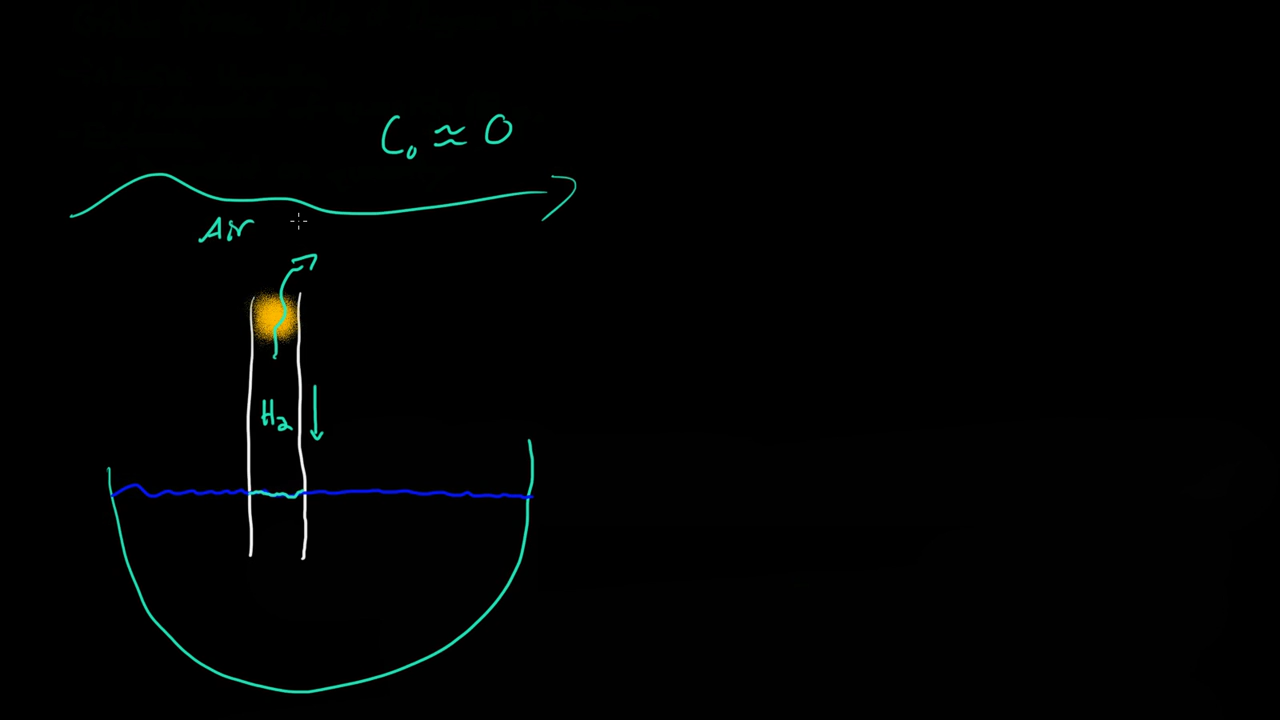 C₀ ≈ 0
Air
H₂